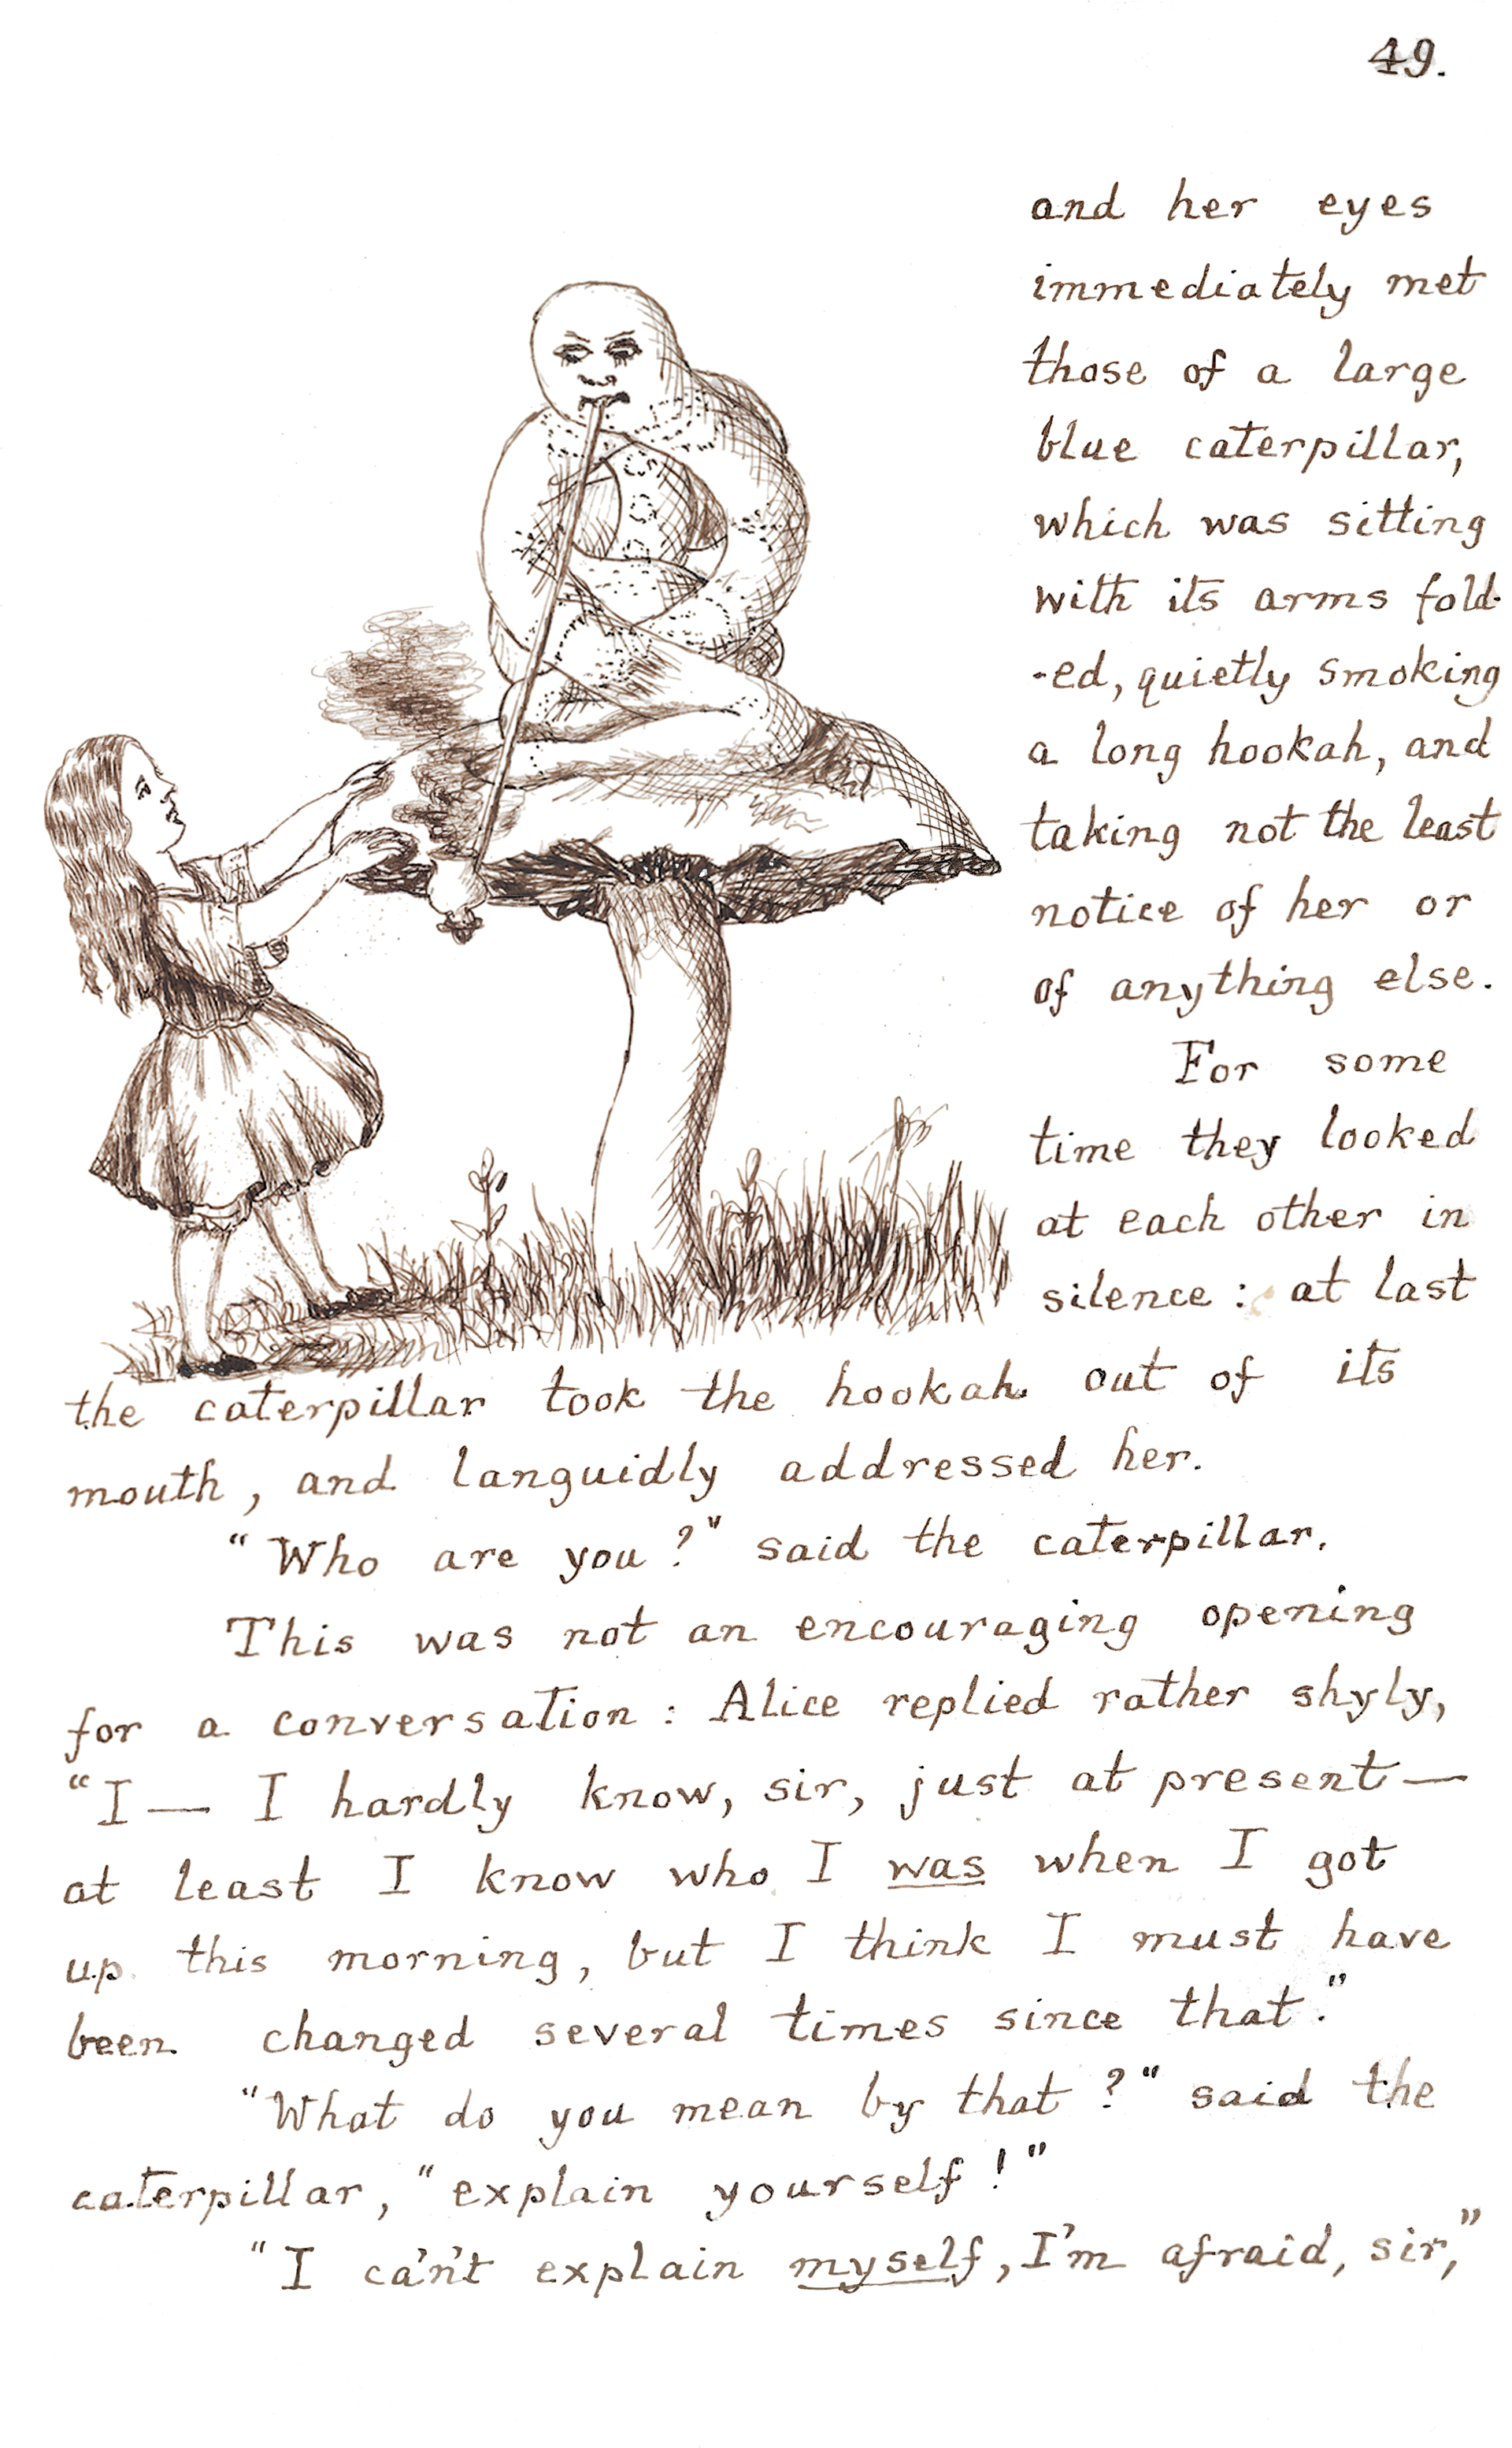 49.
and her eyes
immediately met
those of a large
blue caterpillar,
which was sitting
with its arms fold-
-ed, quietly smoking
a long hookah, and
taking not the least
notice of her or
of anything else.
For some
time they looked
at each other in
silence: at last
the caterpillar took the hookah out of its
mouth, and languidly addressed her.
"Who are you?" said the caterpillar.
This was not an encouraging opening
for a conversation: Alice replied rather shyly,
"I — I hardly know, sir, just at present —
at least I know who I was when I got
up this morning, but I think I must have
been changed several times since that."
"What do you mean by that?" said the
caterpillar, "explain yourself!"
"I ca'n't explain myself, I'm afraid, sir,"